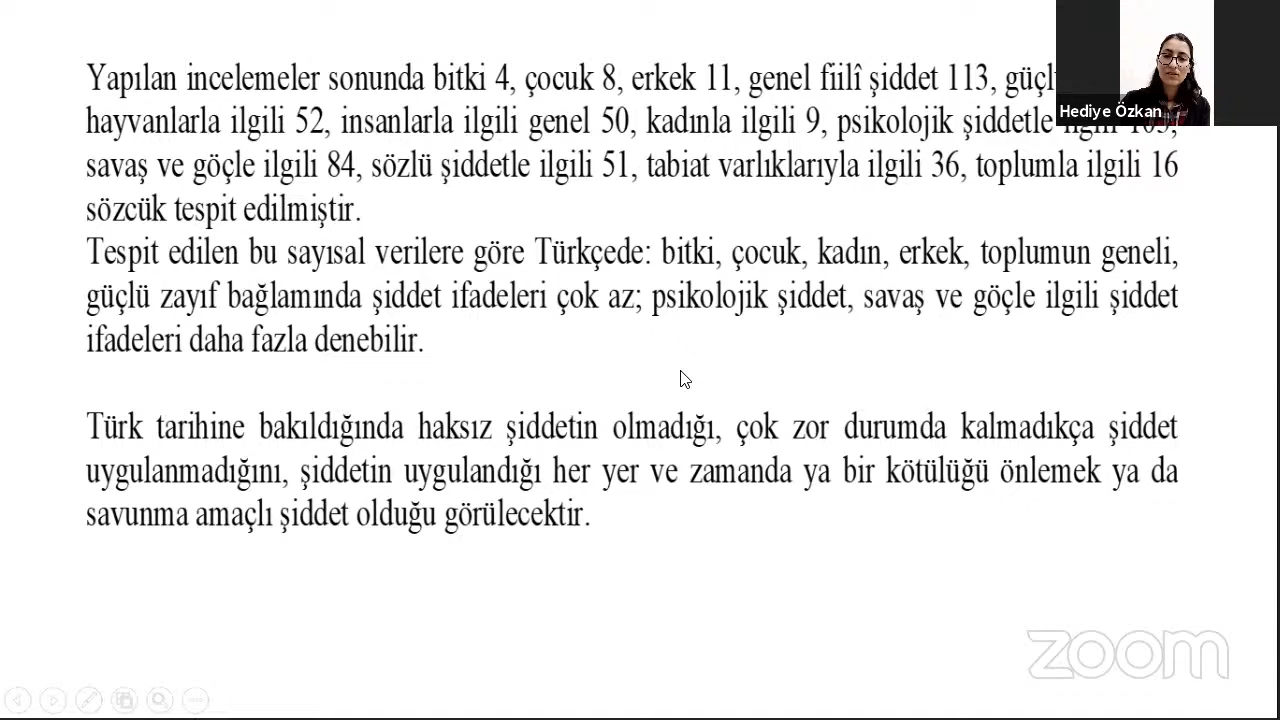 Yapılan incelemeler sonunda bitki 4, çocuk 8, erkek 11, genel fiilî şiddet 113,
hayvanlarla ilgili 52, insanlarla ilgili genel 50, kadınla ilgili 9, psikolojik şiddetle ilgili
savaş ve göçle ilgili 84, sözlü şiddetle ilgili 51, tabiat varlıklarıyla ilgili 36, toplumla ilgili 16
sözcük tespit edilmiştir.
Tespit edilen bu sayısal verilere göre Türkçede: bitki, çocuk, kadın, erkek, toplumun geneli,
güçlü zayıf bağlamında şiddet ifadeleri çok az; psikolojik şiddet, savaş ve göçle ilgili şiddet
ifadeleri daha fazla denebilir.
Türk tarihine bakıldığında haksız şiddetin olmadığı, çok zor durumda kalmadıkça şiddet
uygulanmadığını, şiddetin uygulandığı her yer ve zamanda ya bir kötülüğü önlemek ya da
savunma amaçlı şiddet olduğu görülecektir.
Hediye Özkan
zoom